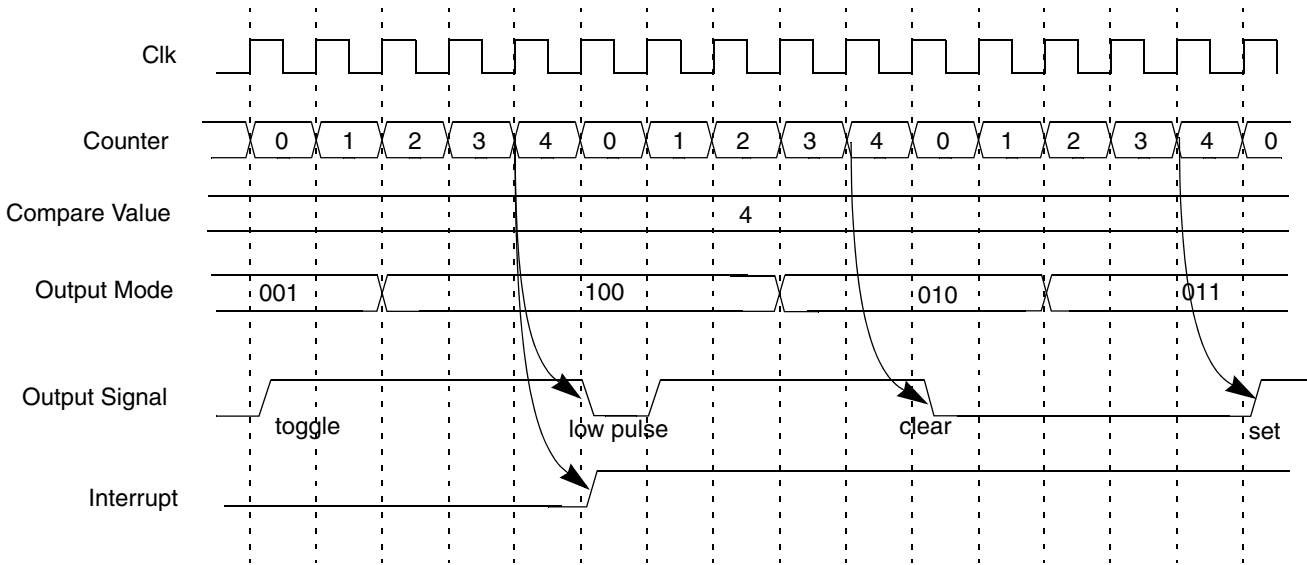 Clk
Counter 0 1 2 3 4 0 1 2 3 4 0 1 2 3 4 0
Compare Value 4
Output Mode 001 100 010 011
Output Signal
toggle low pulse clear set
Interrupt